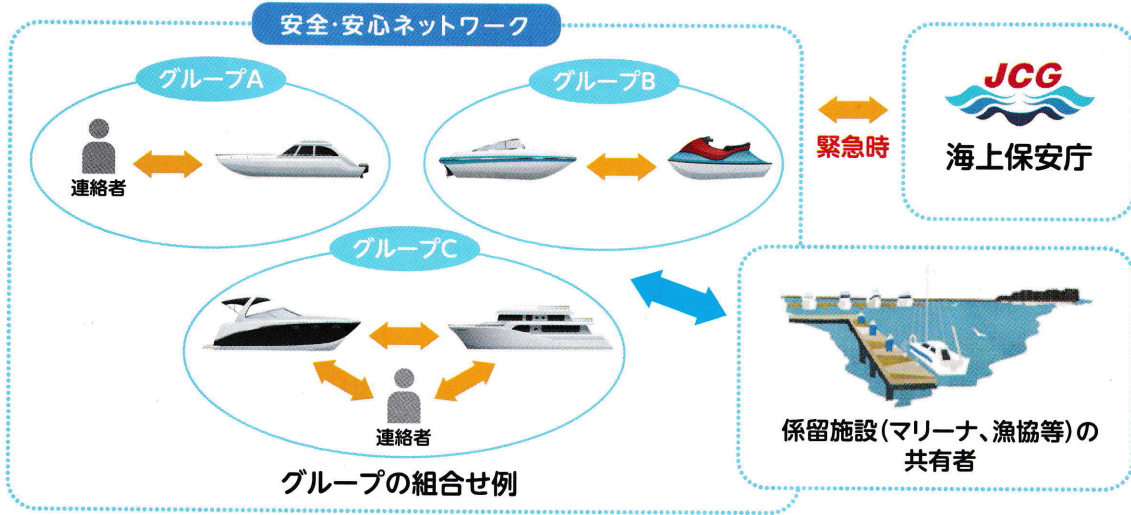 安全・安心ネットワーク
グループA
連絡者
グループB
グループC
連絡者
グループの組合せ例
緊急時
JCG
海上保安庁
係留施設(マリーナ、漁協等)の
共有者